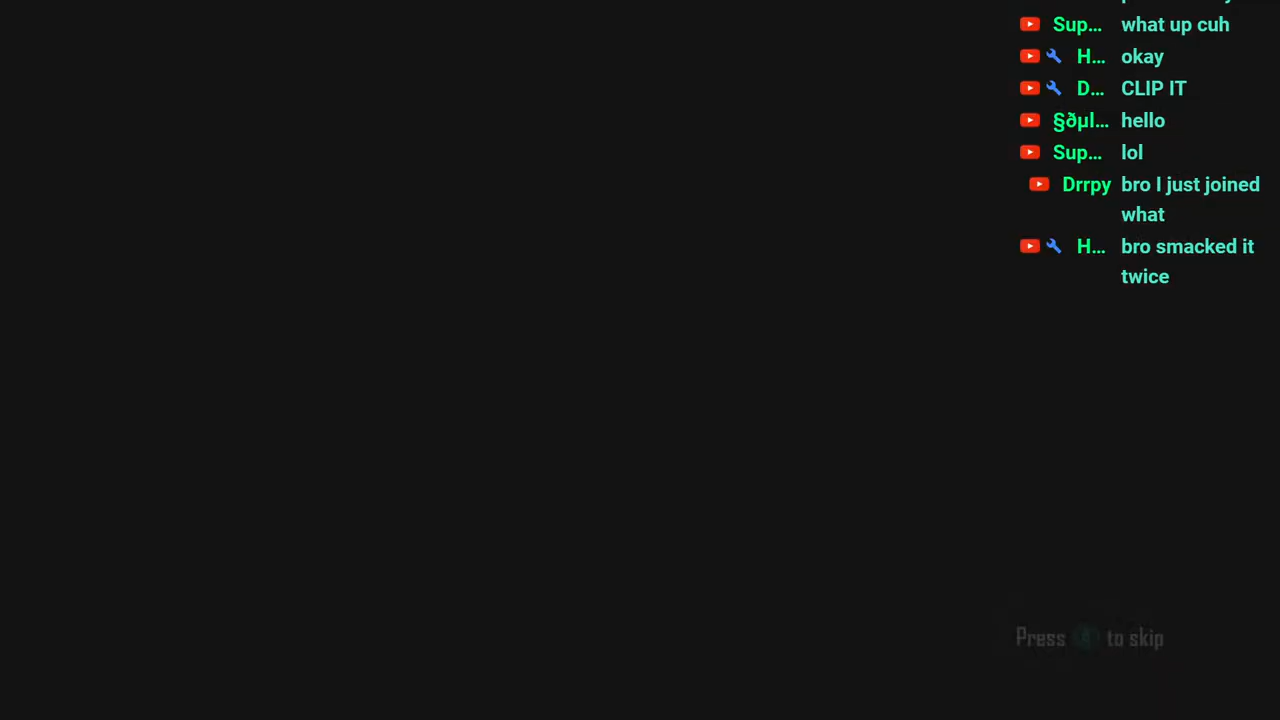 Sup... what up cuh
H... okay
D... CLIP IT
§ðµl... hello
Sup... lol
Drrpy bro I just joined
what
H... bro smacked it
twice
Press A to skip